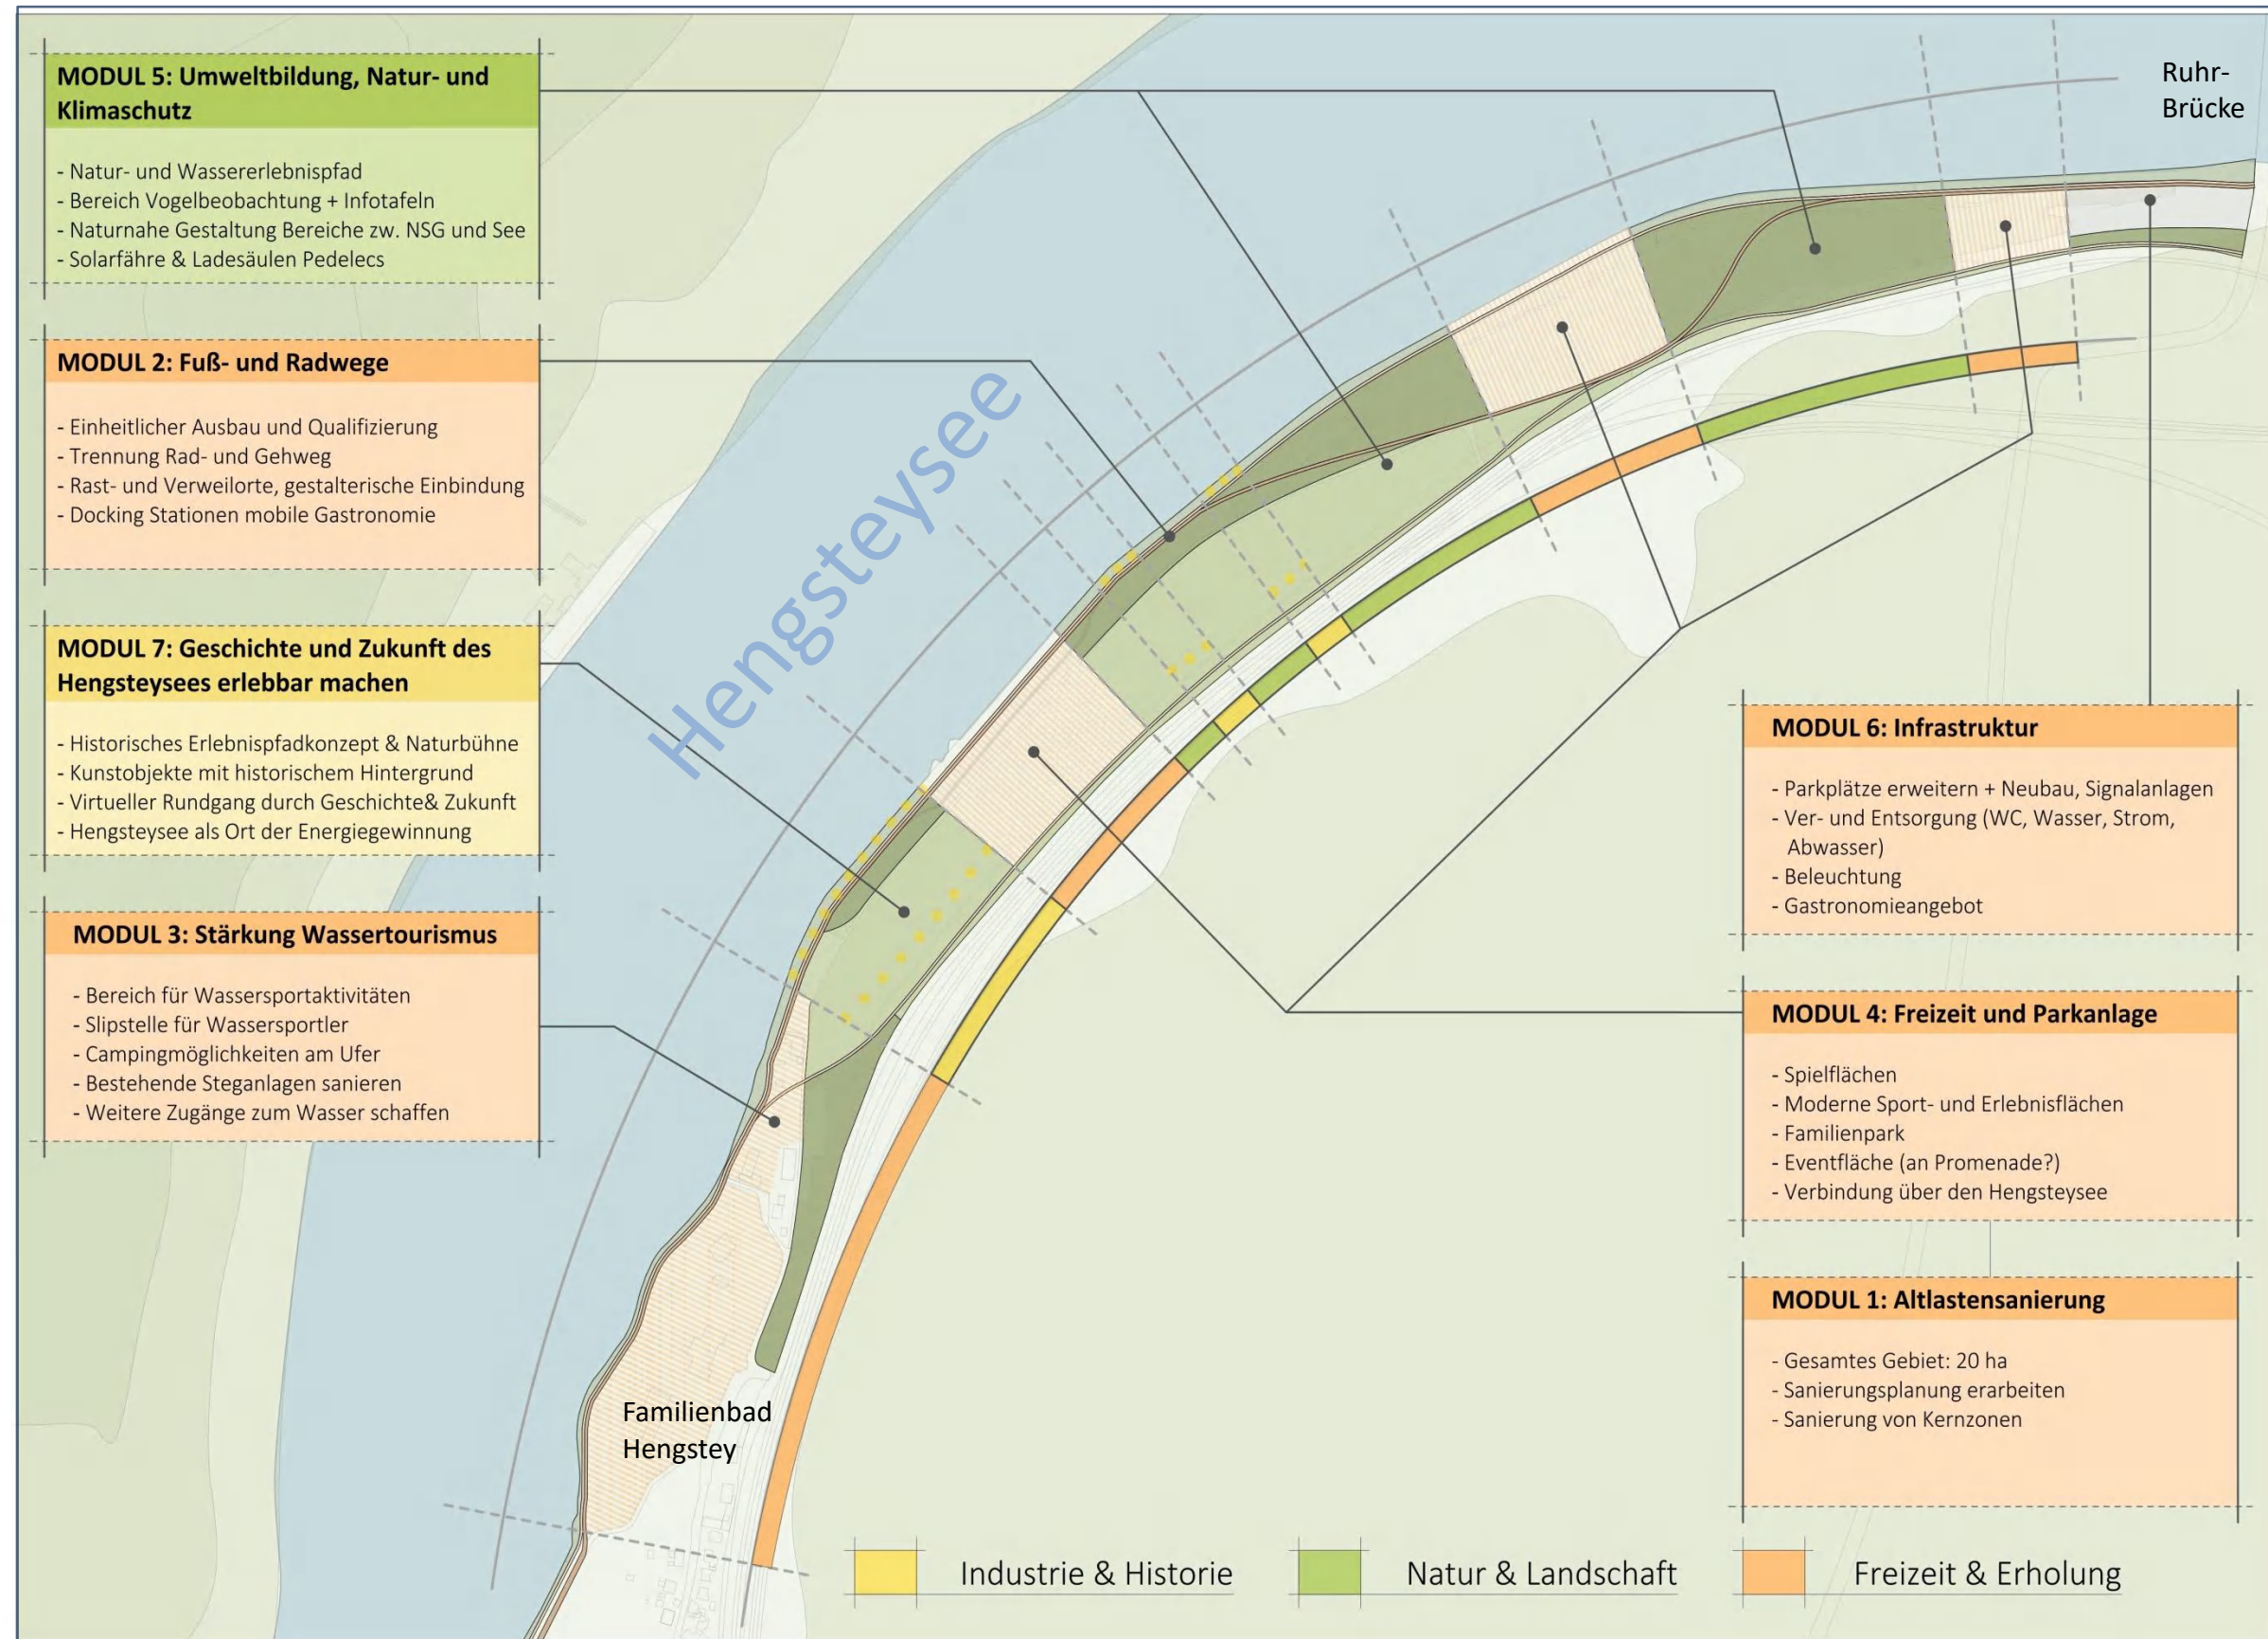 MODUL 5: Umweltbildung, Natur- und
Klimaschutz
- Natur- und Wassererlebnispfad
- Bereich Vogelbeobachtung + Infotafeln
- Naturnahe Gestaltung Bereiche zw. NSG und See
- Solarfähre & Ladesäulen Pedelecs
MODUL 2: Fuß- und Radwege
- Einheitlicher Ausbau und Qualifizierung
- Trennung Rad- und Gehweg
- Rast- und Verweilorte, gestalterische Einbindung
- Docking Stationen mobile Gastronomie
MODUL 7: Geschichte und Zukunft des
Hengsteysees erlebbar machen
- Historisches Erlebnispfadkonzept & Naturbühne
- Kunstobjekte mit historischem Hintergrund
- Virtueller Rundgang durch Geschichte& Zukunft
- Hengsteysee als Ort der Energiegewinnung
MODUL 3: Stärkung Wassertourismus
- Bereich für Wassersportaktivitäten
- Slipstelle für Wassersportler
- Campingmöglichkeiten am Ufer
- Bestehende Steganlagen sanieren
- Weitere Zugänge zum Wasser schaffen
Hengsteysee
Ruhr-
Brücke
Familienbad
Hengstey
MODUL 6: Infrastruktur
- Parkplätze erweitern + Neubau, Signalanlagen
- Ver- und Entsorgung (WC, Wasser, Strom,
Abwasser)
- Beleuchtung
- Gastronomieangebot
MODUL 4: Freizeit und Parkanlage
- Spielflächen
- Moderne Sport- und Erlebnisflächen
- Familienpark
- Eventfläche (an Promenade?)
- Verbindung über den Hengsteysee
MODUL 1: Altlastensanierung
- Gesamtes Gebiet: 20 ha
- Sanierungsplanung erarbeiten
- Sanierung von Kernzonen
Industrie & Historie
Natur & Landschaft
Freizeit & Erholung